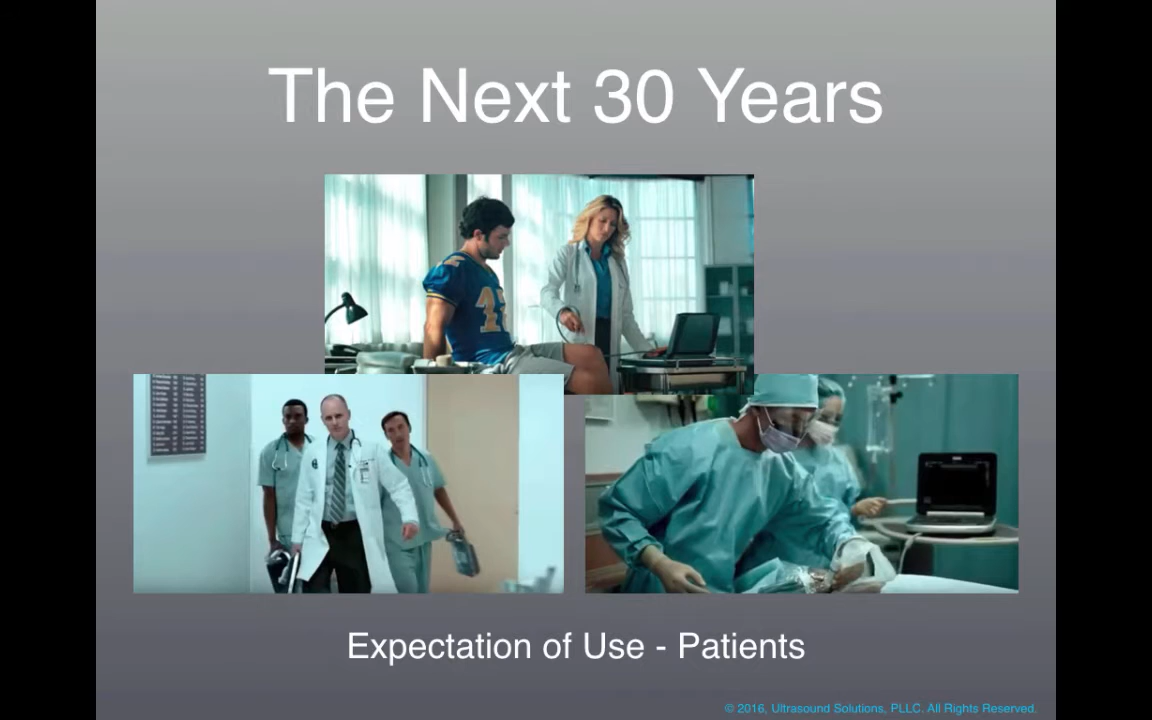 The Next 30 Years
Expectation of Use - Patients
© 2016, Ultrasound Solutions, PLLC. All Rights Reserved.